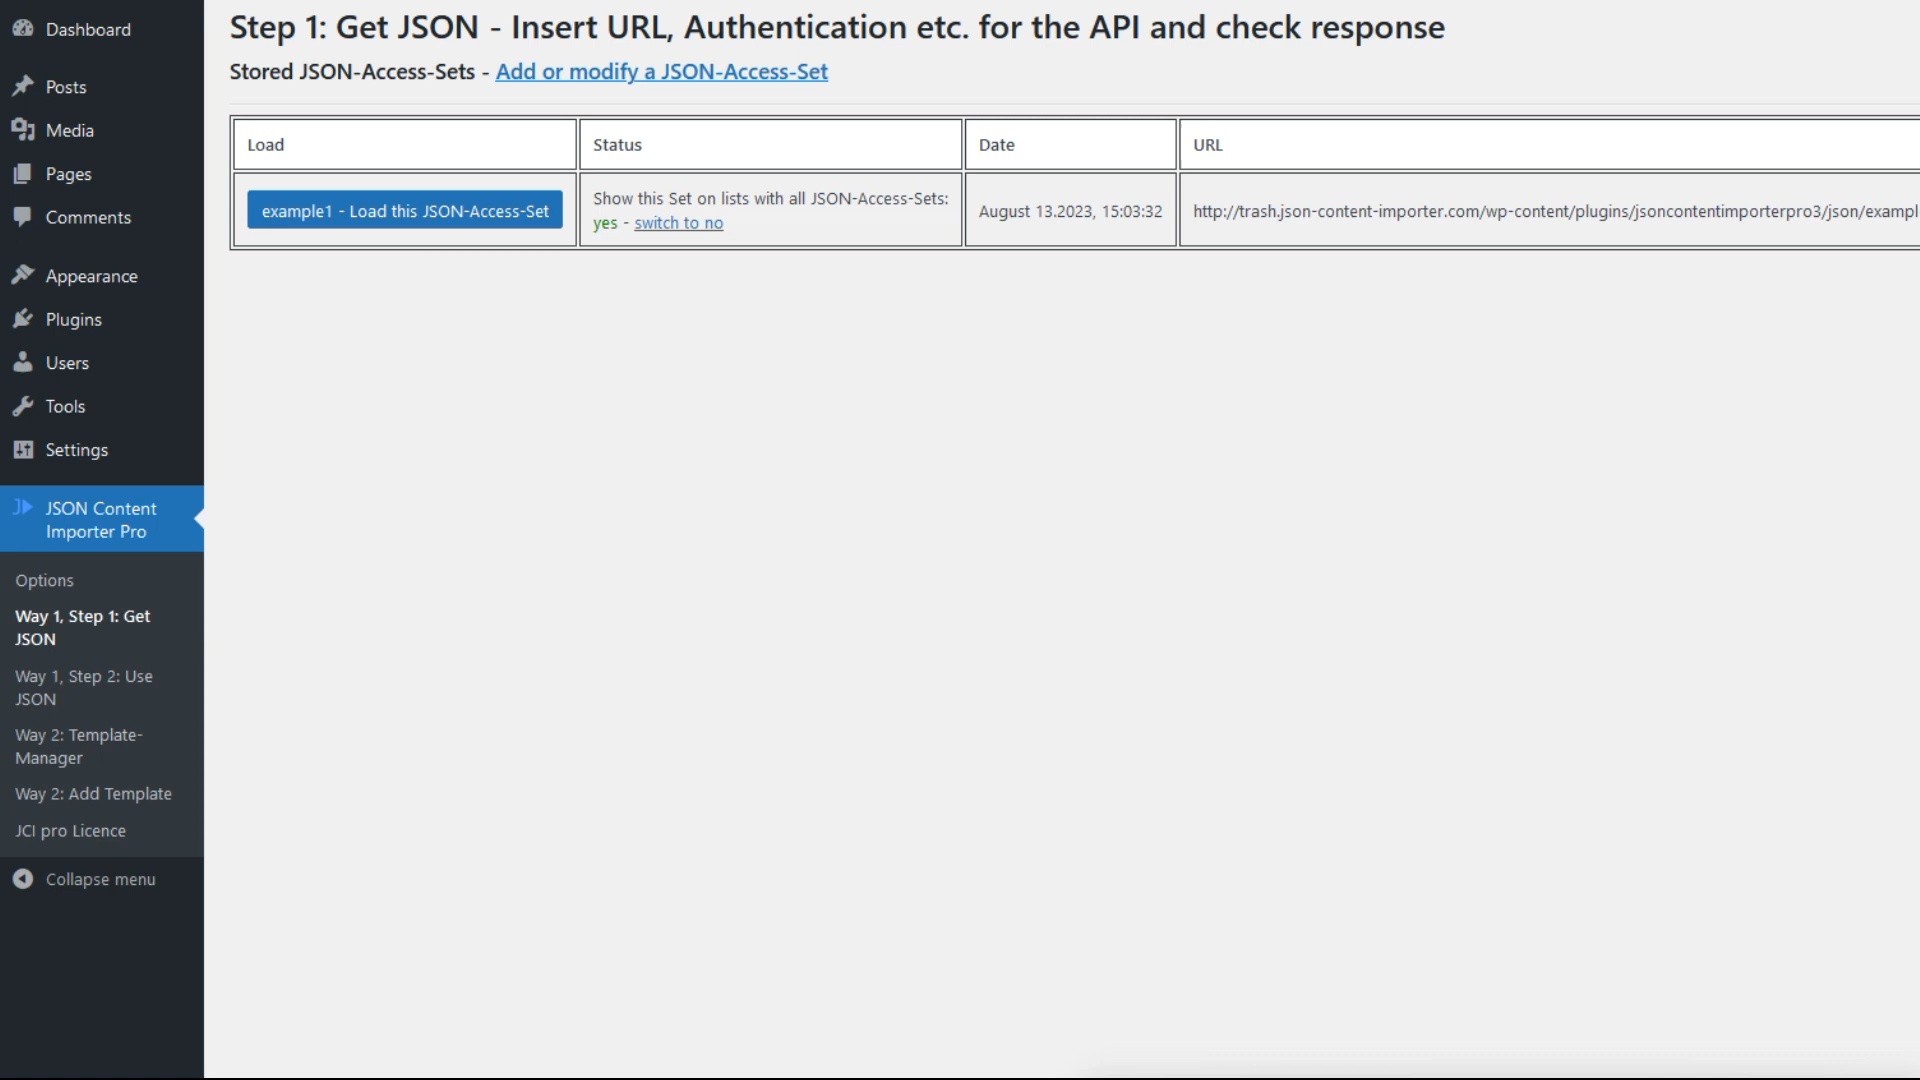 Dashboard
Posts
Media
Pages
Comments
Appearance
Plugins
Users
Tools
Settings
JSON Content
Importer Pro
Options
Way 1, Step 1: Get
JSON
Way 1, Step 2: Use
JSON
Way 2: Template-
Manager
Way 2: Add Template
JCI pro Licence
Collapse menu
Step 1: Get JSON - Insert URL, Authentication etc. for the API and check response
Stored JSON-Access-Sets - Add or modify a JSON-Access-Set
Load Status Date URL
example1 - Load this JSON-Access-Set
Show this Set on lists with all JSON-Access-Sets:
yes - switch to no
August 13.2023, 15:03:32
http://trash.json-content-importer.com/wp-content/plugins/jsoncontentimporterpro3/json/exampl